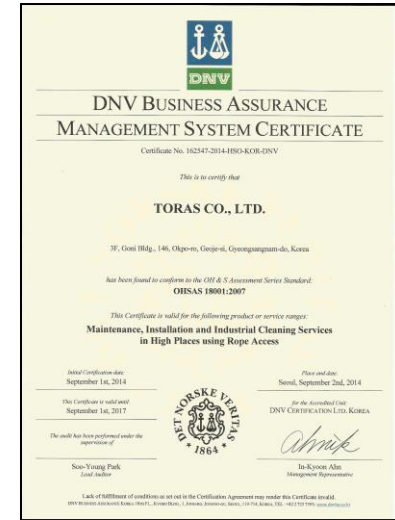 DNV
DNV BUSINESS ASSURANCE
MANAGEMENT SYSTEM CERTIFICATE
Certificate No. 162547-2014-HSO-KOR-DNV
This is to certify that
TORAS CO., LTD.
3F, Goni Bldg., 146, Okpo-ro, Geoje-si, Gyeongsangnam-do, Korea
has been found to conform to the OH & S Assessment Series Standard:
OHSAS 18001:2007
This Certificate is valid for the following product or service ranges:
Maintenance, Installation and Industrial Cleaning Services
in High Places using Rope Access
Initial Certification date:
September 1st, 2014
Place and date:
Seoul, September 2nd, 2014
This Certificate is valid until
September 1st, 2017
for the Accredited Unit:
DNV CERTIFICATION LTD. KOREA
DET NORSKE VERITAS
1864
The audit has been performed under the
supervision of
Soo-Young Park
Lead Auditor
In-Kyoon Ahn
Management Representative
Lack of fulfillment of conditions as set out in the Certification Agreement may render this Certificate invalid.